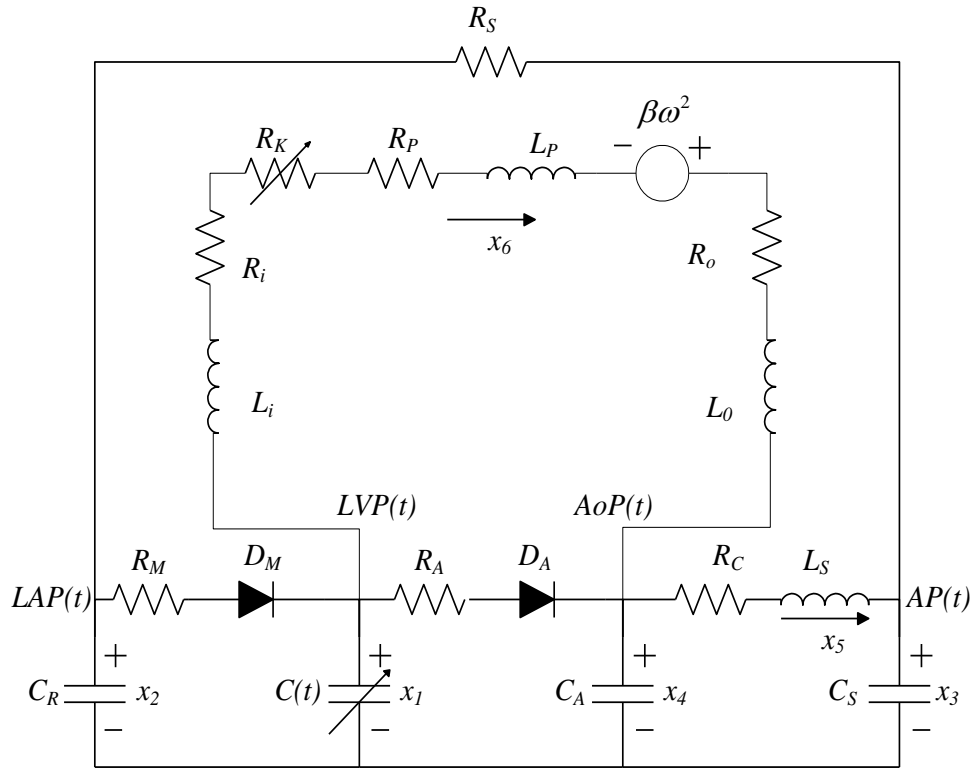 R_S
βω²
R_K
R_P
L_P
− +
x_6
R_i
R_o
L_i
L_0
LVP(t)
AoP(t)
R_M
D_M
R_A
D_A
R_C
L_S
LAP(t)
AP(t)
x_5
+ + + +
C_R
x_2
C(t)
x_1
C_A
x_4
C_S
x_3
− − − −